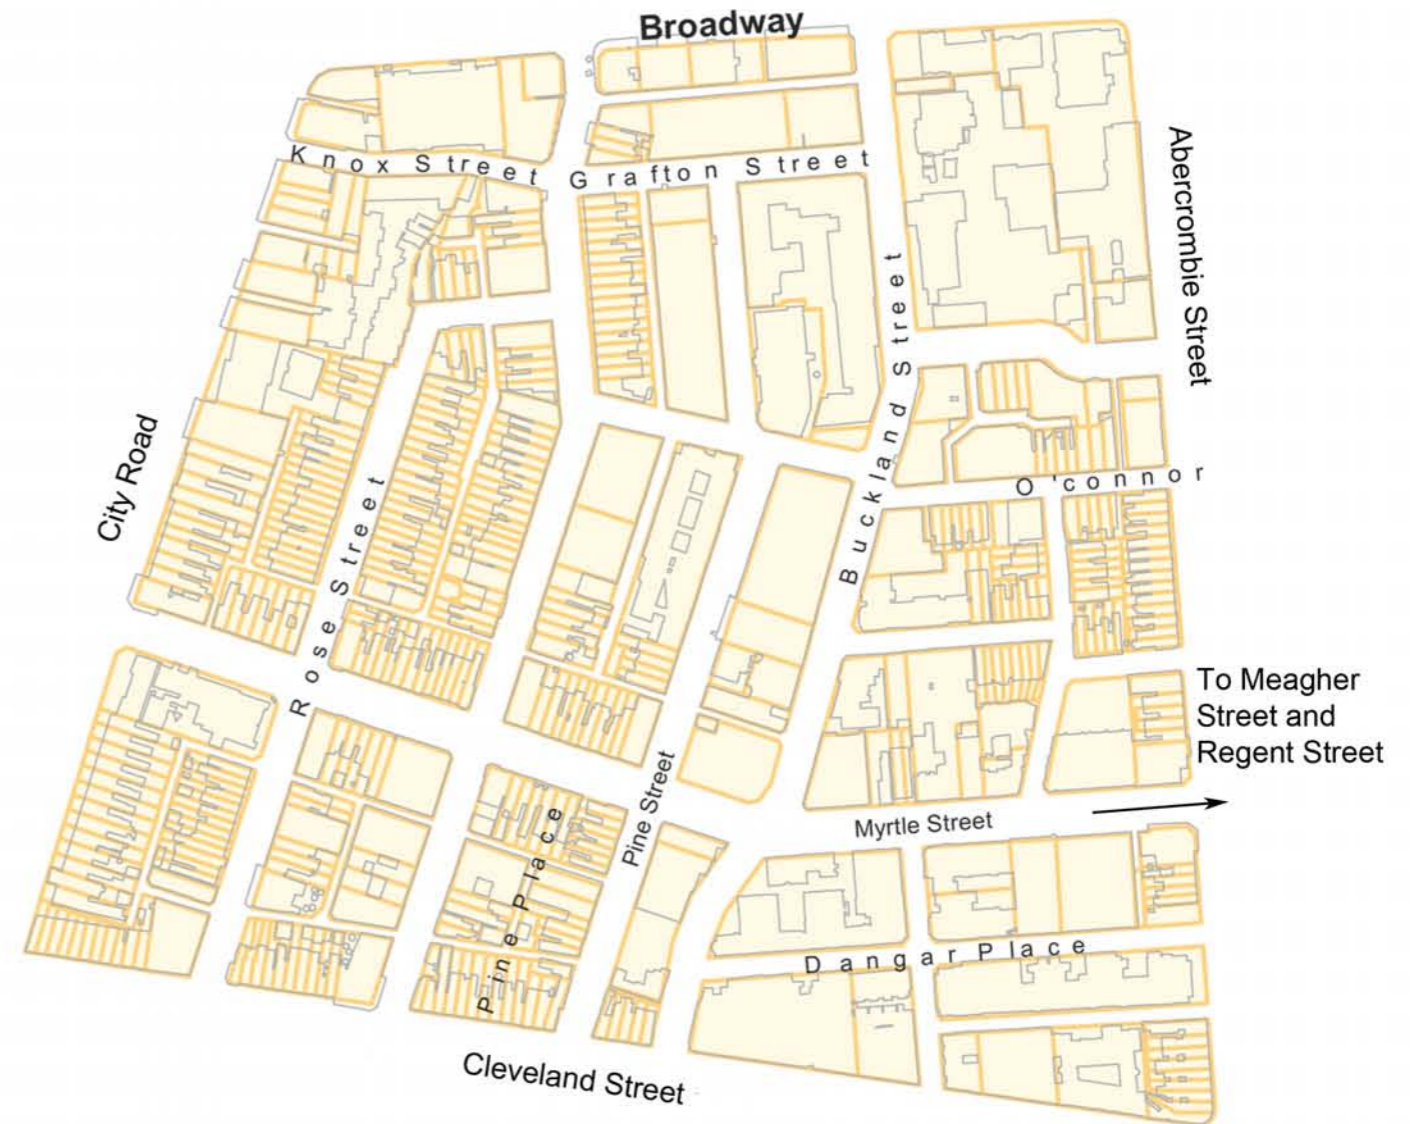 Broadway
Knox Street
Grafton Street
Abercrombie Street
Buckland Street
City Road
O'connor
Rose Street
To Meagher
Street and
Regent Street
Pine Street
Myrtle Street
Pine Place
Dangar Place
Cleveland Street